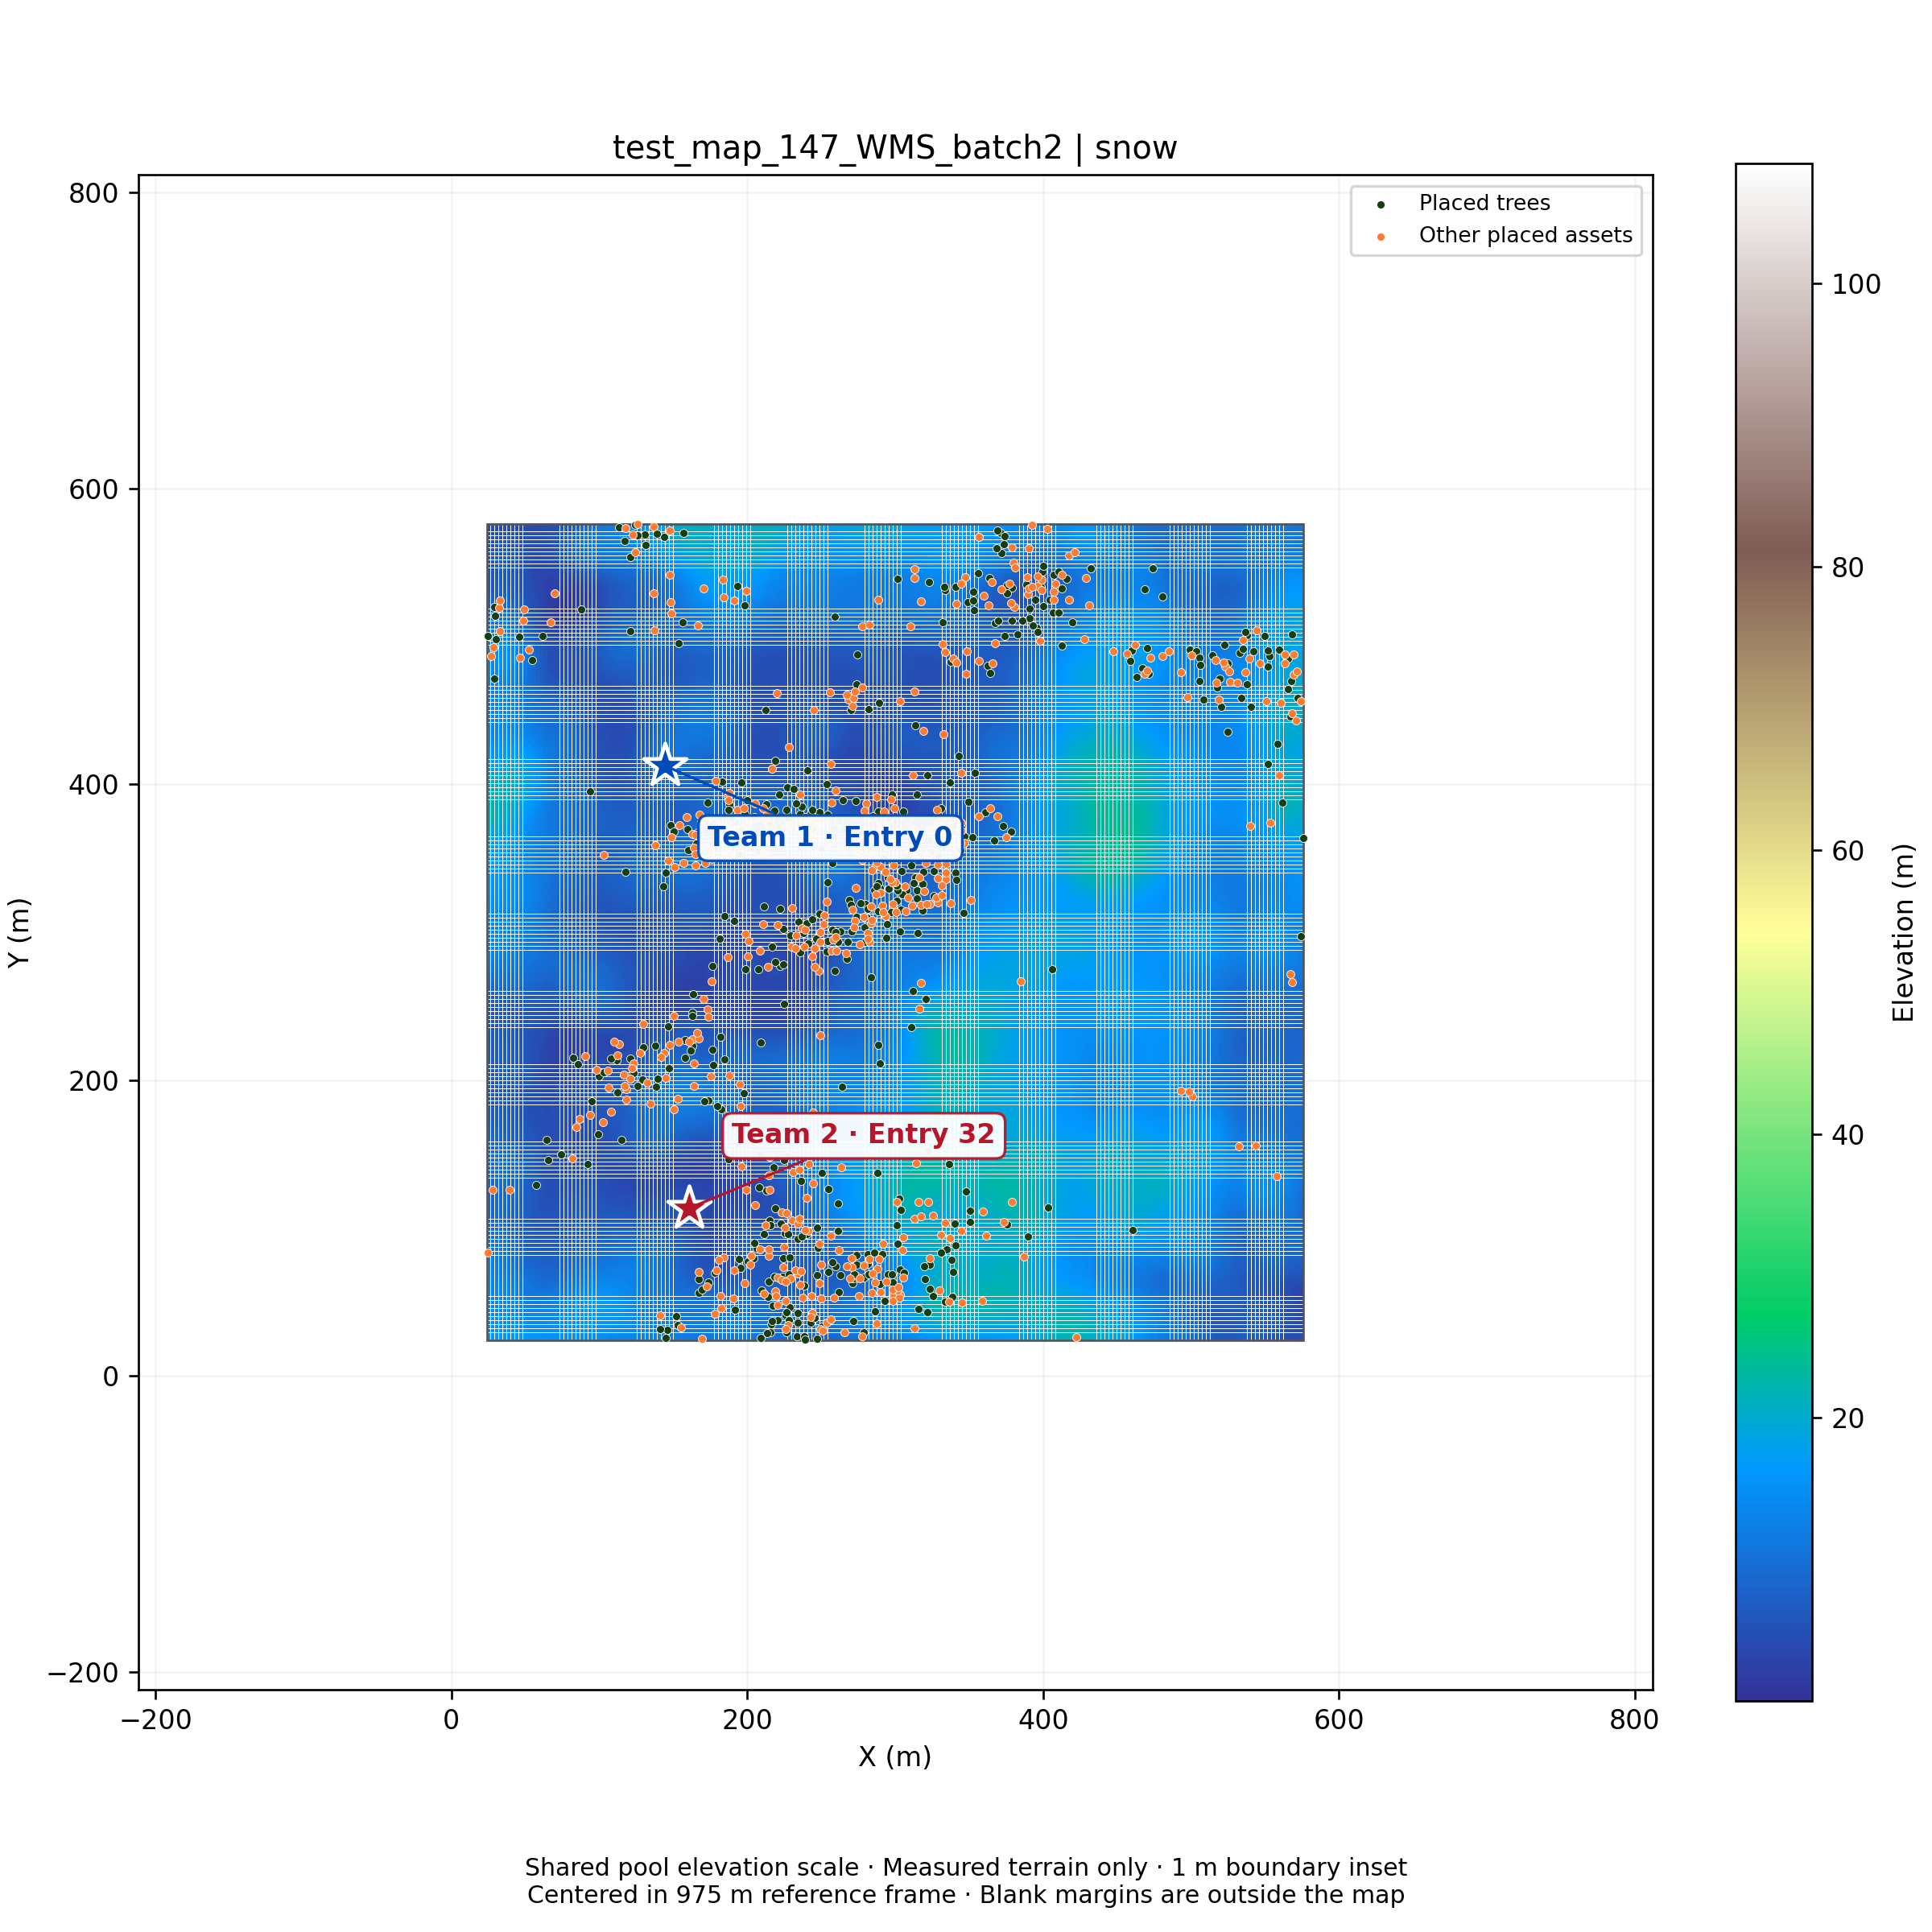 test_map_147_WMS_batch2 | snow
800
600
400
200
0
−200
−200
0
200
400
600
800
X (m)
Y (m)
Placed trees
Other placed assets
Team 1 · Entry 0
Team 2 · Entry 32
100
80
60
40
20
Elevation (m)
Shared pool elevation scale · Measured terrain only · 1 m boundary inset
Centered in 975 m reference frame · Blank margins are outside the map